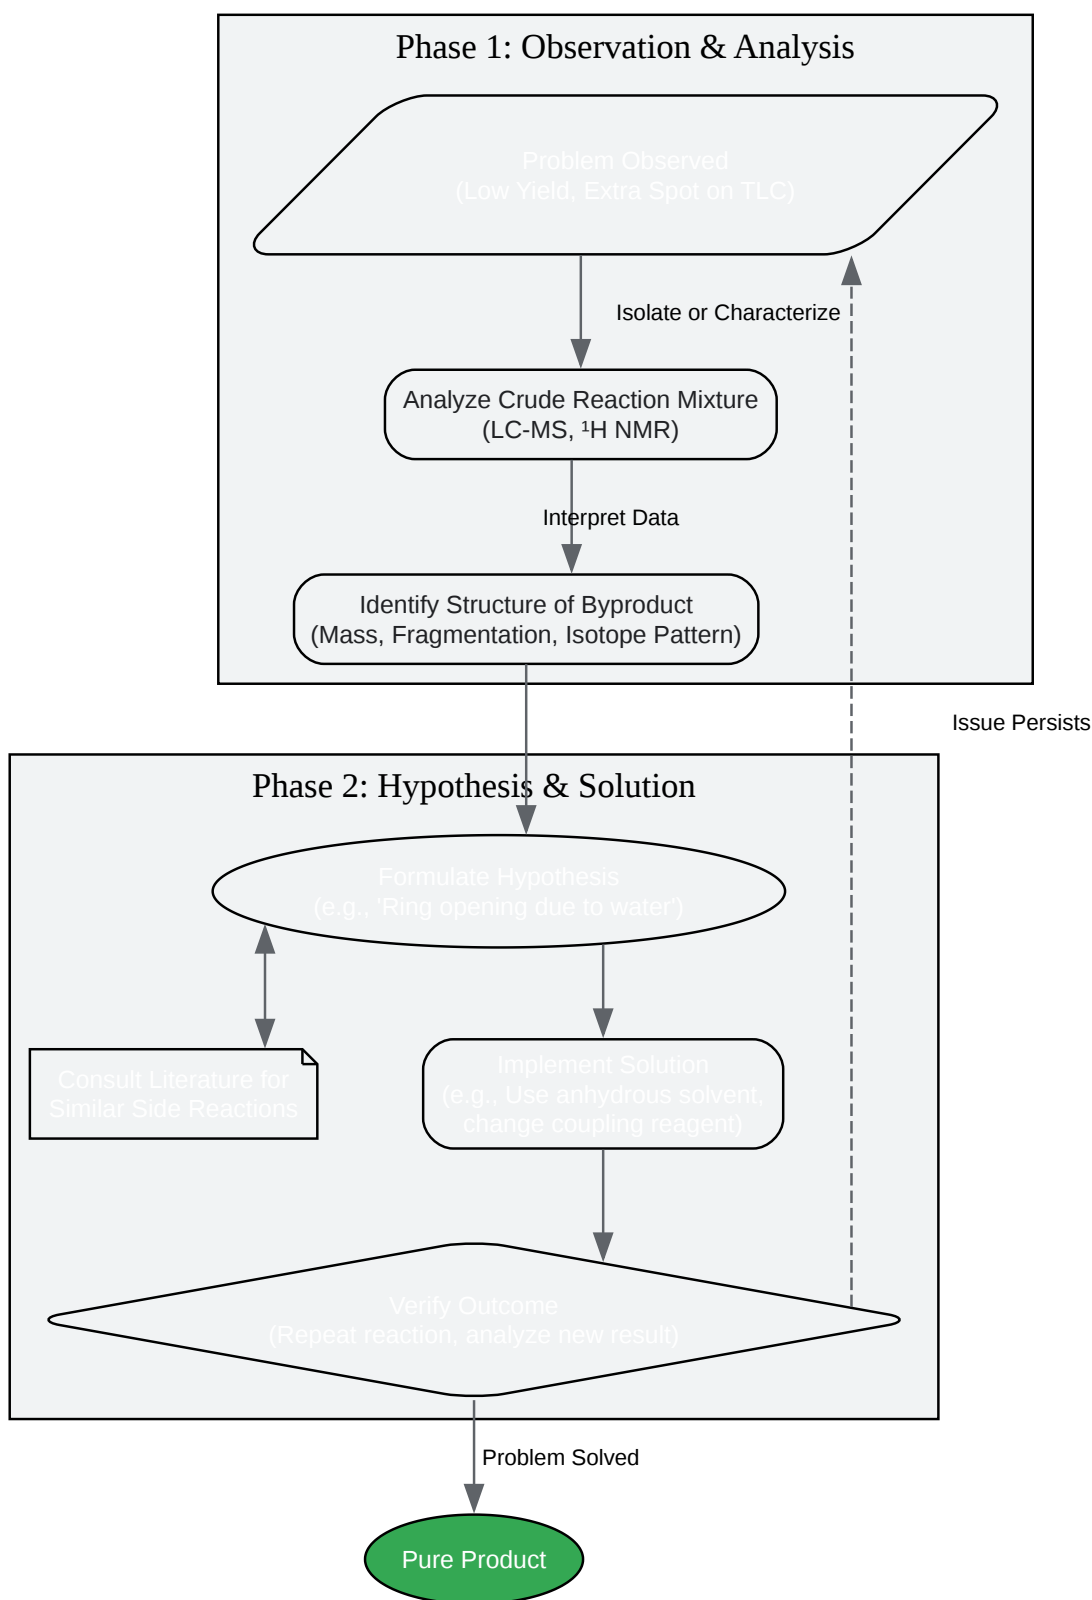 Phase 1: Observation & Analysis
Problem Observed
(Low Yield, Extra Spot on TLC)
Isolate or Characterize
Analyze Crude Reaction Mixture
(LC-MS, ¹H NMR)
Interpret Data
Identify Structure of Byproduct
(Mass, Fragmentation, Isotope Pattern)
Issue Persists
Phase 2: Hypothesis & Solution
Formulate Hypothesis
(e.g., 'Ring opening due to water')
Consult Literature for
Similar Side Reactions
Implement Solution
(e.g., Use anhydrous solvent,
change coupling reagent)
Verify Outcome
(Repeat reaction, analyze new result)
Problem Solved
Pure Product